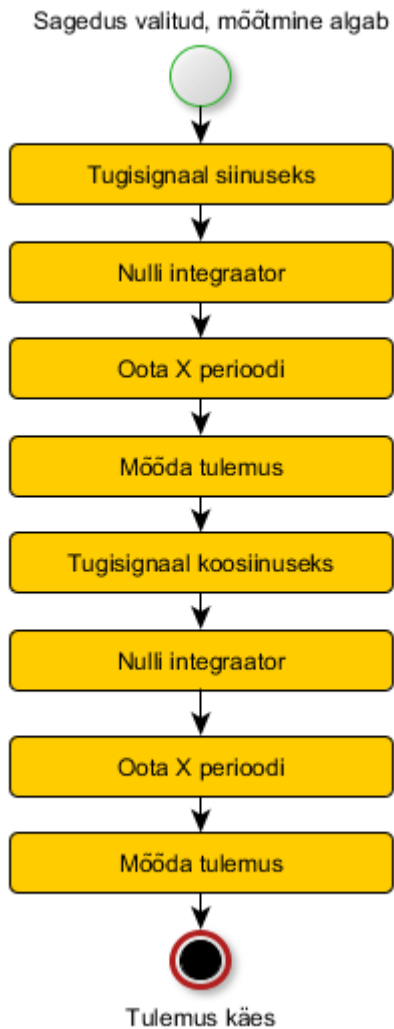 Sagedus valitud, mõõtmine algab
Tugisignaal siinuseks
Nulli integraator
Oota X perioodi
Mõõda tulemus
Tugisignaal koosiinuseks
Nulli integraator
Oota X perioodi
Mõõda tulemus
Tulemus käes